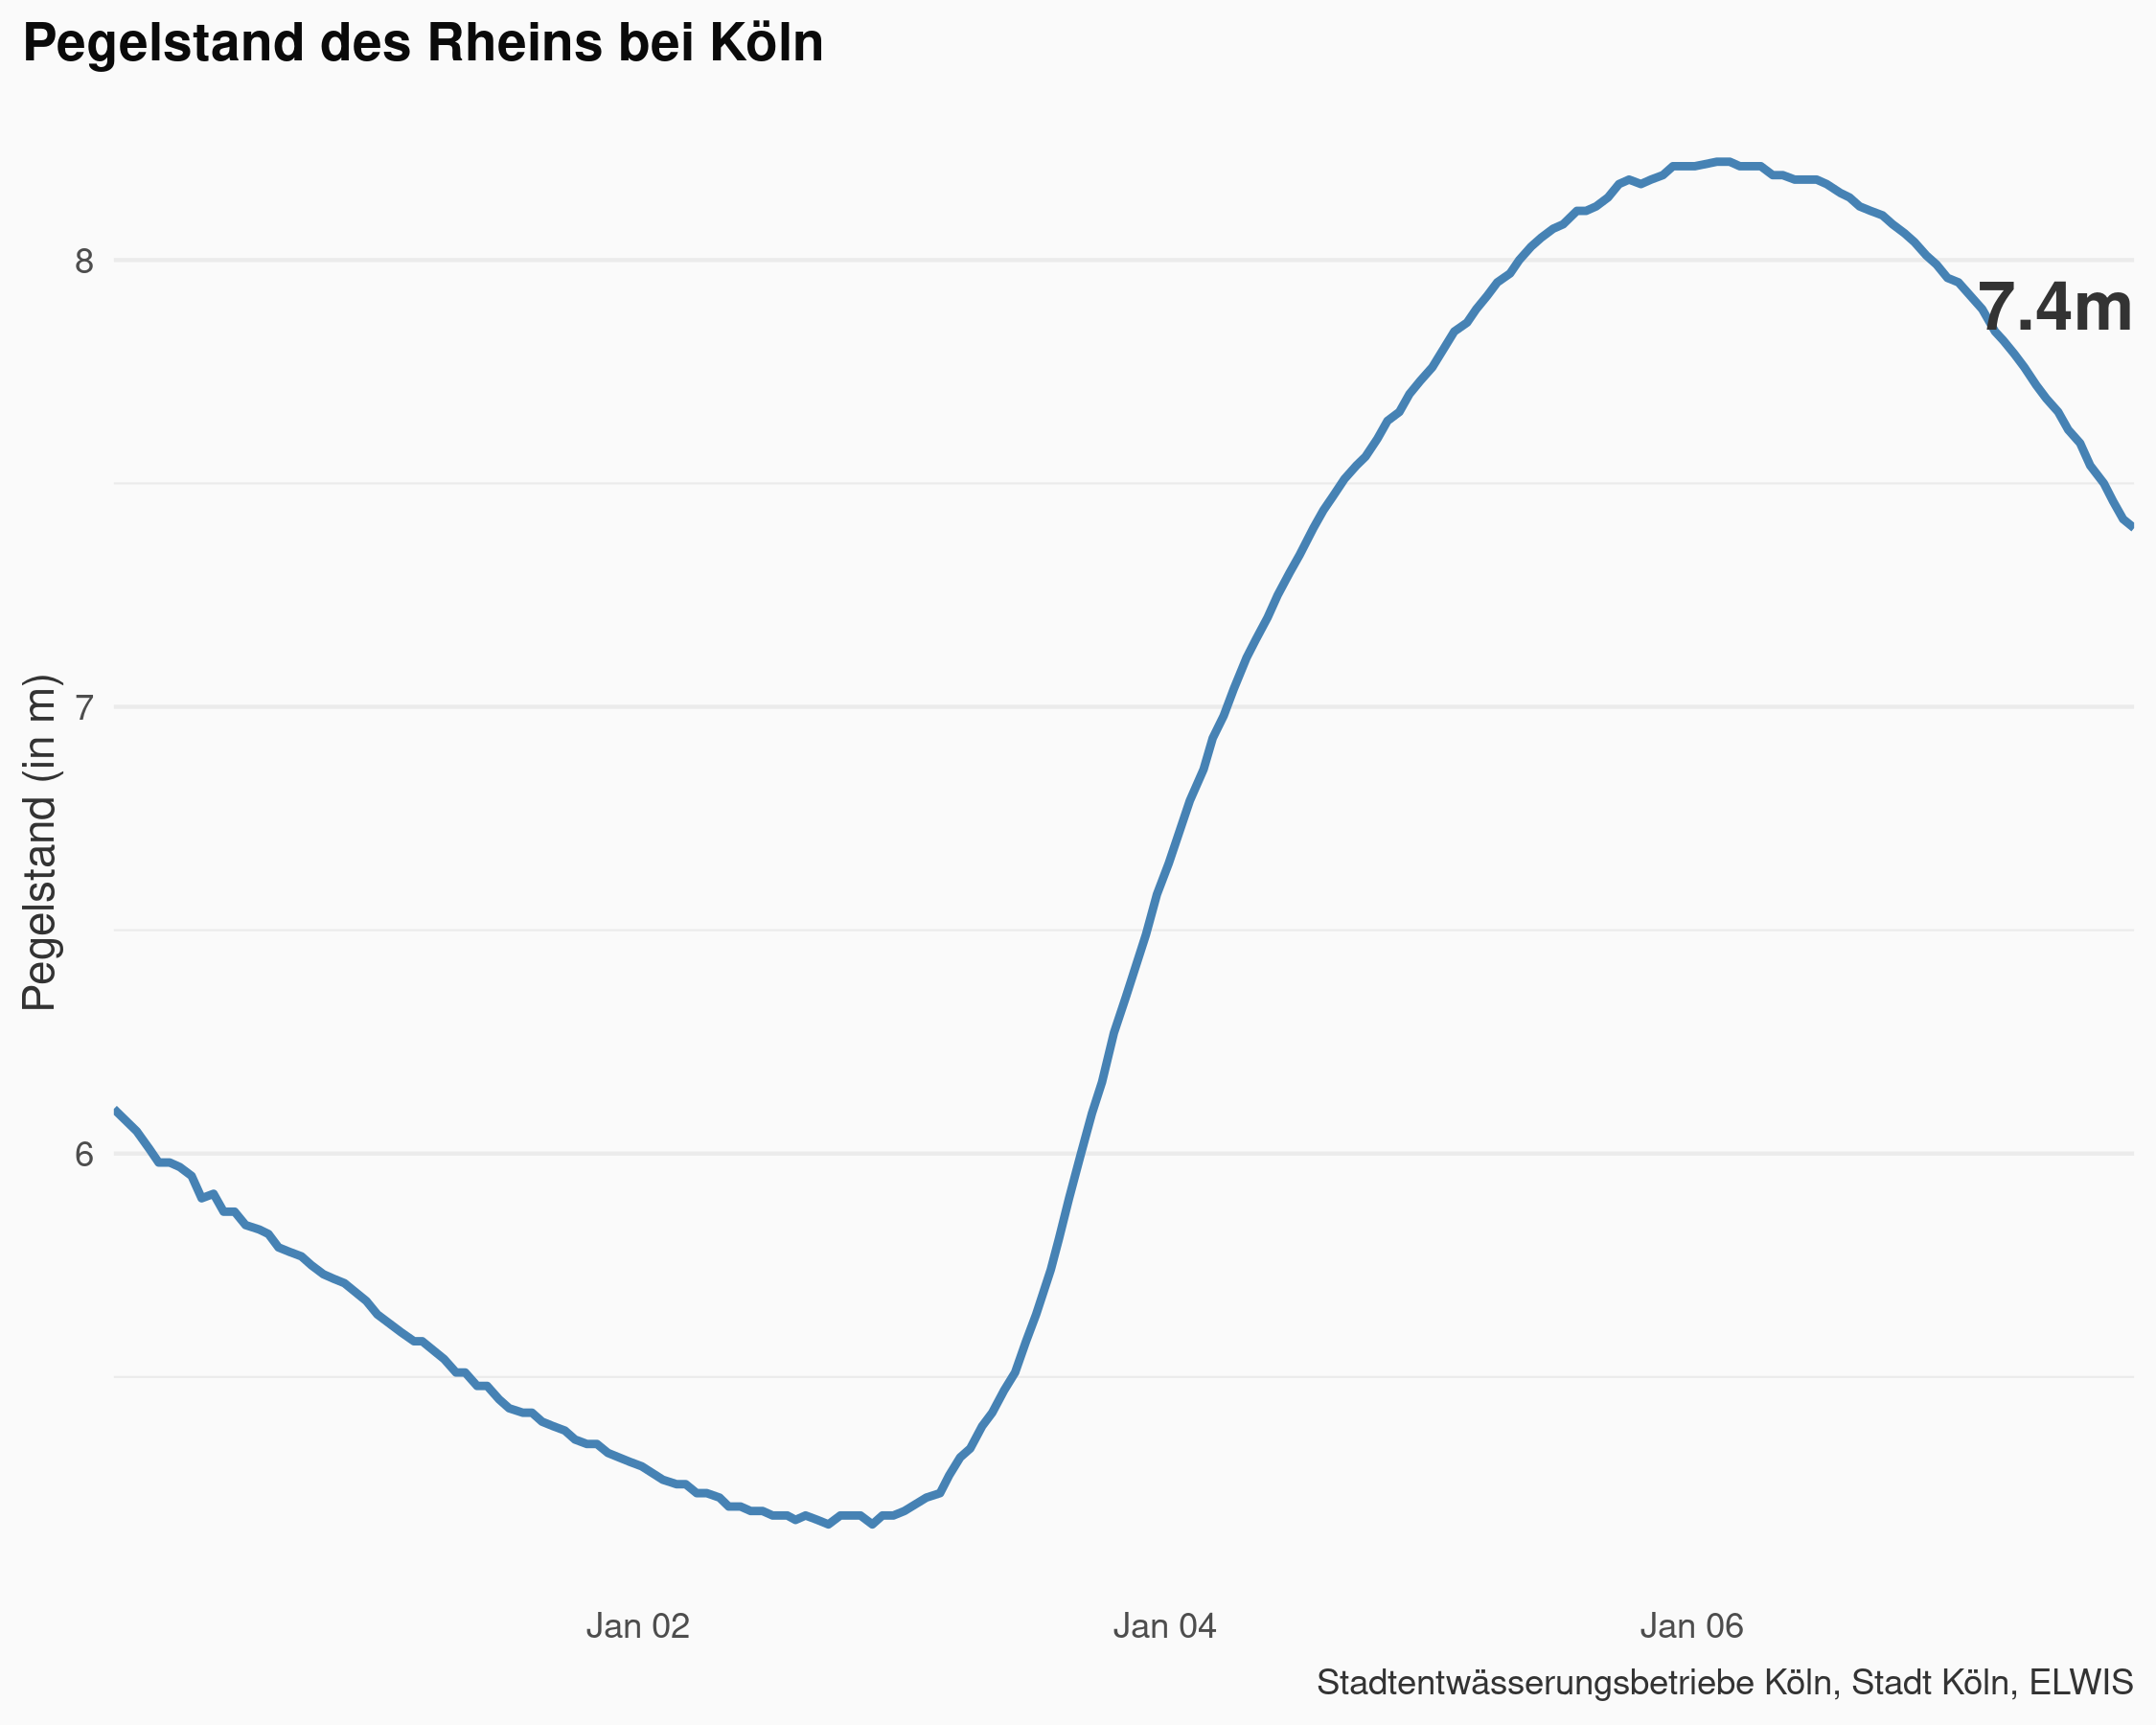 Pegelstand des Rheins bei Köln
8
7.4m
7
Pegelstand (in m)
6
Jan 02 Jan 04 Jan 06
Stadtentwässerungsbetriebe Köln, Stadt Köln, ELWIS